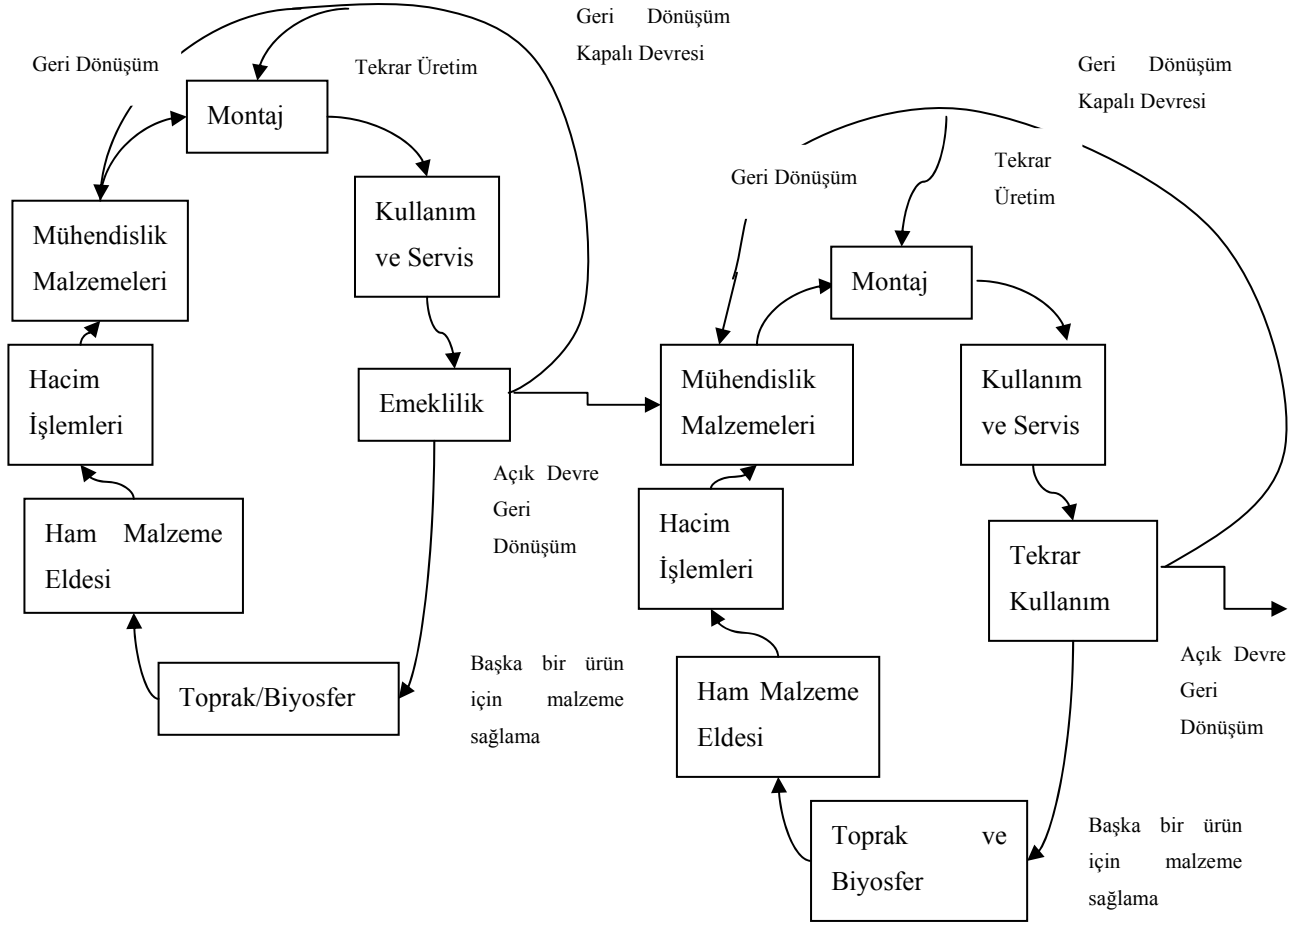 Geri Dönüşüm
Kapalı Devresi
Geri Dönüşüm
Tekrar Üretim
Montaj
Kullanım
ve Servis
Mühendislik
Malzemeleri
Hacim
İşlemleri
Emeklilik
Ham Malzeme
Eldesi
Toprak/Biyosfer
Açık Devre
Geri
Dönüşüm
Başka bir ürün
için malzeme
sağlama
Geri Dönüşüm
Kapalı Devresi
Geri Dönüşüm
Tekrar
Üretim
Montaj
Mühendislik
Malzemeleri
Kullanım
ve Servis
Hacim
İşlemleri
Tekrar
Kullanım
Ham Malzeme
Eldesi
Açık Devre
Geri
Dönüşüm
Toprak ve
Biyosfer
Başka bir ürün
için malzeme
sağlama